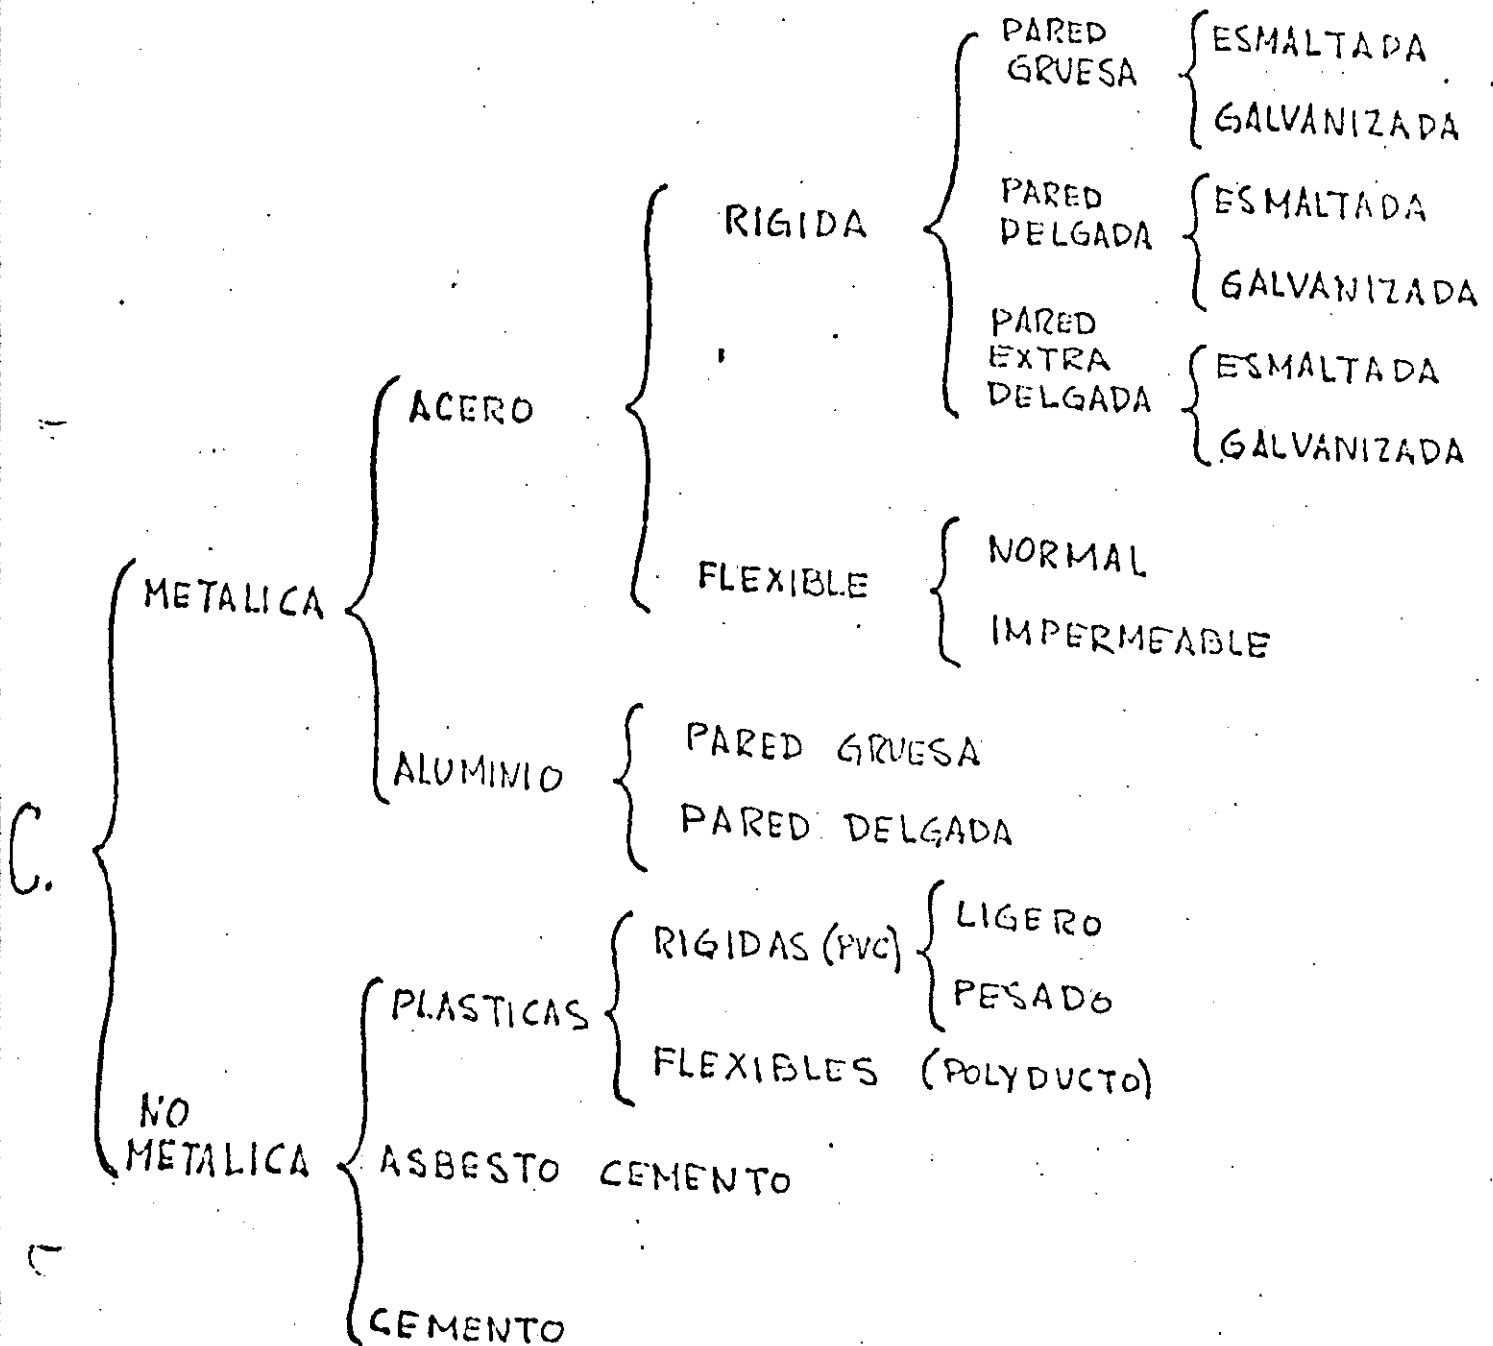 PARED
GRUESA
ESMALTADA
GALVANIZADA
RIGIDA
PARED
DELGADA
ESMALTADA
GALVANIZADA
PARED
EXTRA
DELGADA
ESMALTADA
GALVANIZADA
ACERO
FLEXIBLE
NORMAL
IMPERMEABLE
METALICA
ALUMINIO
PARED GRUESA
PARED DELGADA
C.
PLASTICAS
RIGIDAS (PVC)
LIGERO
PESADO
FLEXIBLES (POLYDUCTO)
NO
METALICA
ASBESTO CEMENTO
CEMENTO